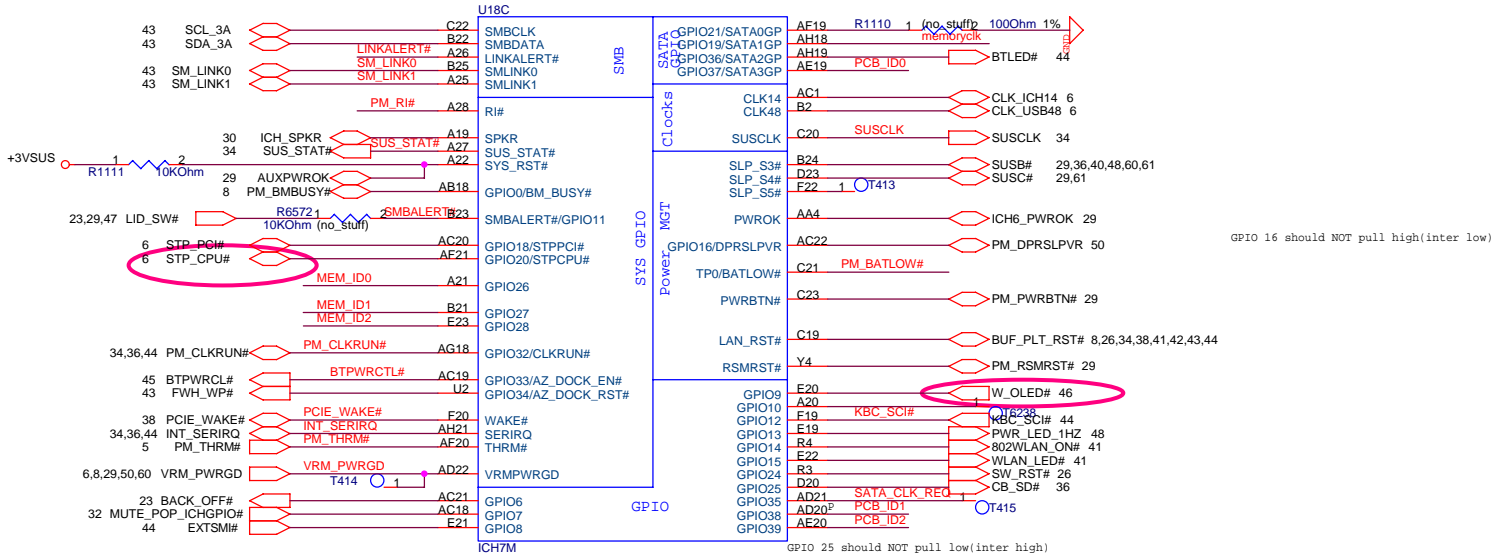 U18C
43 SCL_3A C22 SMBCLK
43 SDA_3A B22 SMBDATA
LINKALERT# A26 LINKALERT#
43 SM_LINK0 SM_LINK0 B25 SMLINK0
43 SM_LINK1 SM_LINK1 A25 SMLINK1
SMB
PM_RI# A28 RI#
30 ICH_SPKR A19 SPKR
34 SUS_STAT# SUS_STAT# A27 SUS_STAT#
+3VSUS R1111 1 2 10KOhm A22 SYS_RST#
29 AUXPWROK
8 PM_BMBUSY# AB18 GPIO0/BM_BUSY#
23,29,47 LID_SW# R6572 1 2 10KOhm (no_stuff) SMBALERT# B23 SMBALERT#/GPIO11
6 STP_PCI# AC20 GPIO18/STPPCI#
6 STP_CPU# AF21 GPIO20/STPCPU#
MEM_ID0 A21 GPIO26
MEM_ID1 B21 GPIO27
MEM_ID2 E23 GPIO28
34,36,44 PM_CLKRUN# PM_CLKRUN# AG18 GPIO32/CLKRUN#
45 BTPWRCL# BTPWRCTL# AC19 GPIO33/AZ_DOCK_EN#
43 FWH_WP# U2 GPIO34/AZ_DOCK_RST#
38 PCIE_WAKE# PCIE_WAKE# F20 WAKE#
34,36,44 INT_SERIRQ INT_SERIRQ AH21 SERIRQ
5 PM_THRM# PM_THRM# AF20 THRM#
6,8,29,50,60 VRM_PWRGD VRM_PWRGD AD22 VRMPWRGD
T414 1
23 BACK_OFF# AC21 GPIO6
32 MUTE_POP_ICHGPIO# AC18 GPIO7
44 EXTSMI# E21 GPIO8
SYS GPIO
Power MGT
GPIO
ICH7M
SATA GPIO
GPIO21/SATA0GP AF19 R1110 1 (no_stuff) 2 100Ohm 1% GND
GPIO19/SATA1GP AH18 memoryclk
GPIO36/SATA2GP AH19 BTLED# 44
GPIO37/SATA3GP AE19 PCB_ID0
Clocks
CLK14 AC1 CLK_ICH14 6
CLK48 B2 CLK_USB48 6
SUSCLK C20 SUSCLK SUSCLK 34
SLP_S3# B24 SUSB# 29,36,40,48,60,61
SLP_S4# D23 SUSC# 29,61
SLP_S5# F22 1 T413
PWROK AA4 ICH6_PWROK 29
GPIO16/DPRSLPVR AC22 PM_DPRSLPVR 50
GPIO 16 should NOT pull high(inter low)
TP0/BATLOW# C21 PM_BATLOW#
PWRBTN# C23 PM_PWRBTN# 29
LAN_RST# C19 BUF_PLT_RST# 8,26,34,38,41,42,43,44
RSMRST# Y4 PM_RSMRST# 29
GPIO9 E20 W_OLED# 46
GPIO10 A20 1 T6238
GPIO12 F19 KBC_SCI# KBC_SCI# 44
GPIO13 E19 PWR_LED_1HZ 48
GPIO14 R4 802WLAN_ON# 41
GPIO15 E22 WLAN_LED# 41
GPIO24 R3 SW_RST# 26
GPIO25 D20 CB_SD# 36
GPIO35 AD21 SATA_CLK_REQ 1 T415
GPIO38 AD20 P PCB_ID1
GPIO39 AE20 PCB_ID2
GPIO 25 should NOT pull low(inter high)